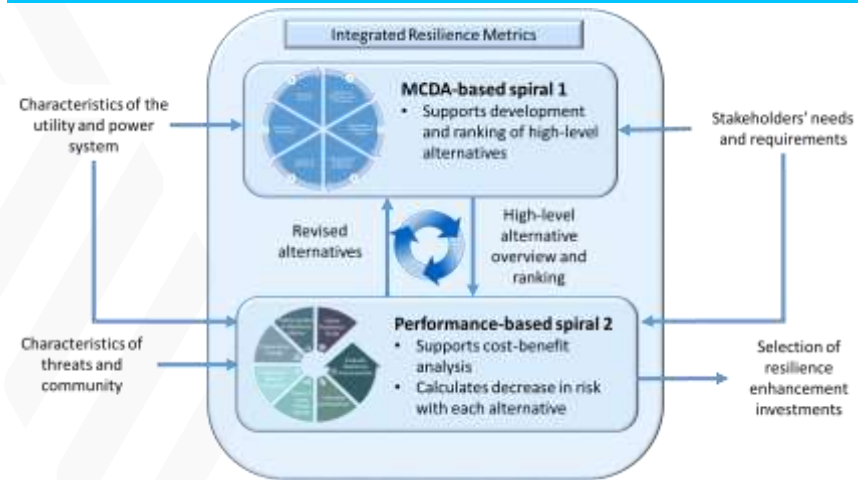 Integrated Resilience Metrics
MCDA-based spiral 1
• Supports development
and ranking of high-level
alternatives
Characteristics of the
utility and power
system
Stakeholders' needs
and requirements
Revised
alternatives
High-level
alternative
overview and
ranking
Performance-based spiral 2
• Supports cost-benefit
analysis
• Calculates decrease in risk
with each alternative
Characteristics of
threats and
community
Selection of
resilience
enhancement
investments